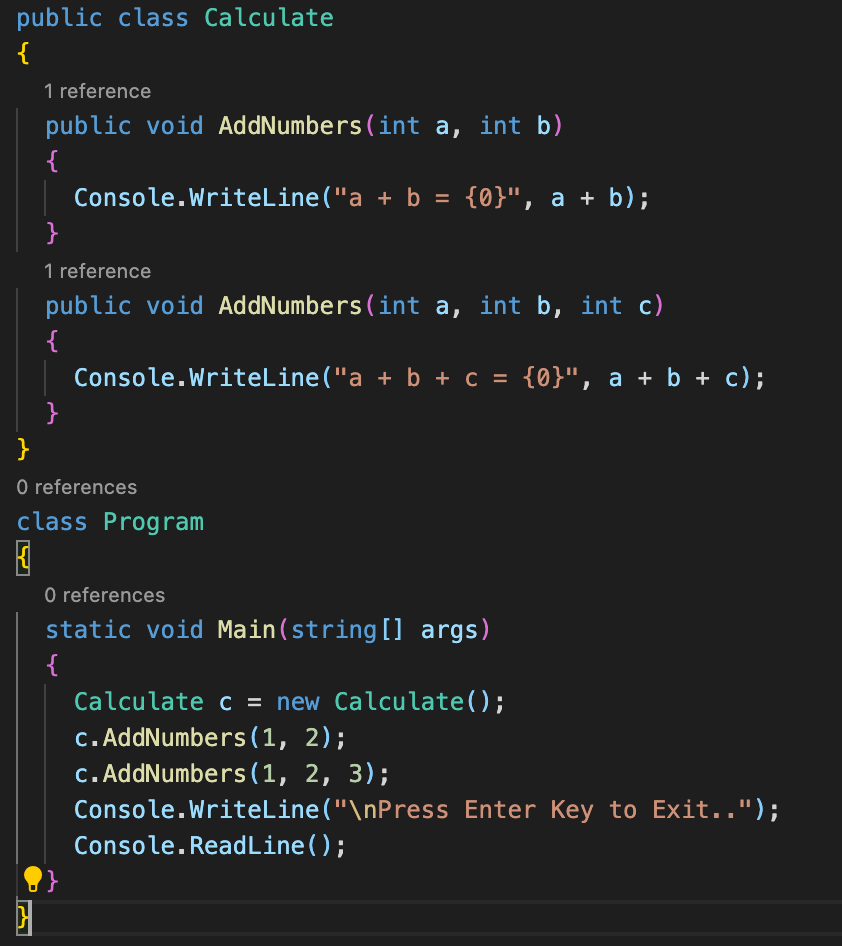 public class Calculate
{
1 reference
public void AddNumbers(int a, int b)
{
Console.WriteLine("a + b = {0}", a + b);
}
1 reference
public void AddNumbers(int a, int b, int c)
{
Console.WriteLine("a + b + c = {0}", a + b + c);
}
}
0 references
class Program
{
0 references
static void Main(string[] args)
{
Calculate c = new Calculate();
c.AddNumbers(1, 2);
c.AddNumbers(1, 2, 3);
Console.WriteLine("\nPress Enter Key to Exit..");
Console.ReadLine();
}
}